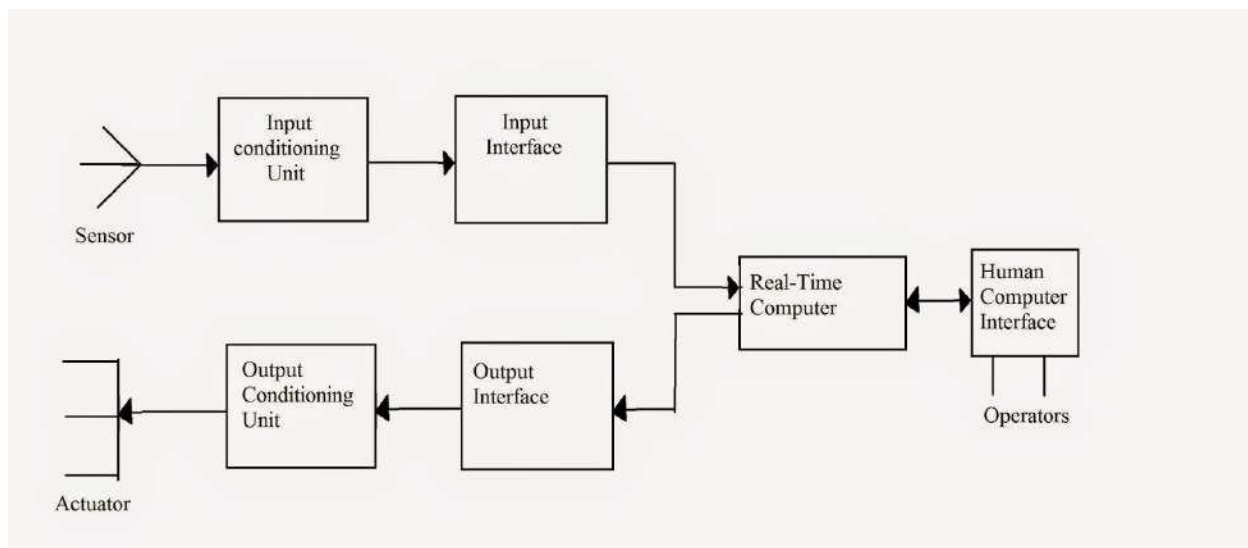 Input
conditioning
Unit
Input
Interface
Sensor
Real-Time
Computer
Human
Computer
Interface
Operators
Output
Conditioning
Unit
Output
Interface
Actuator